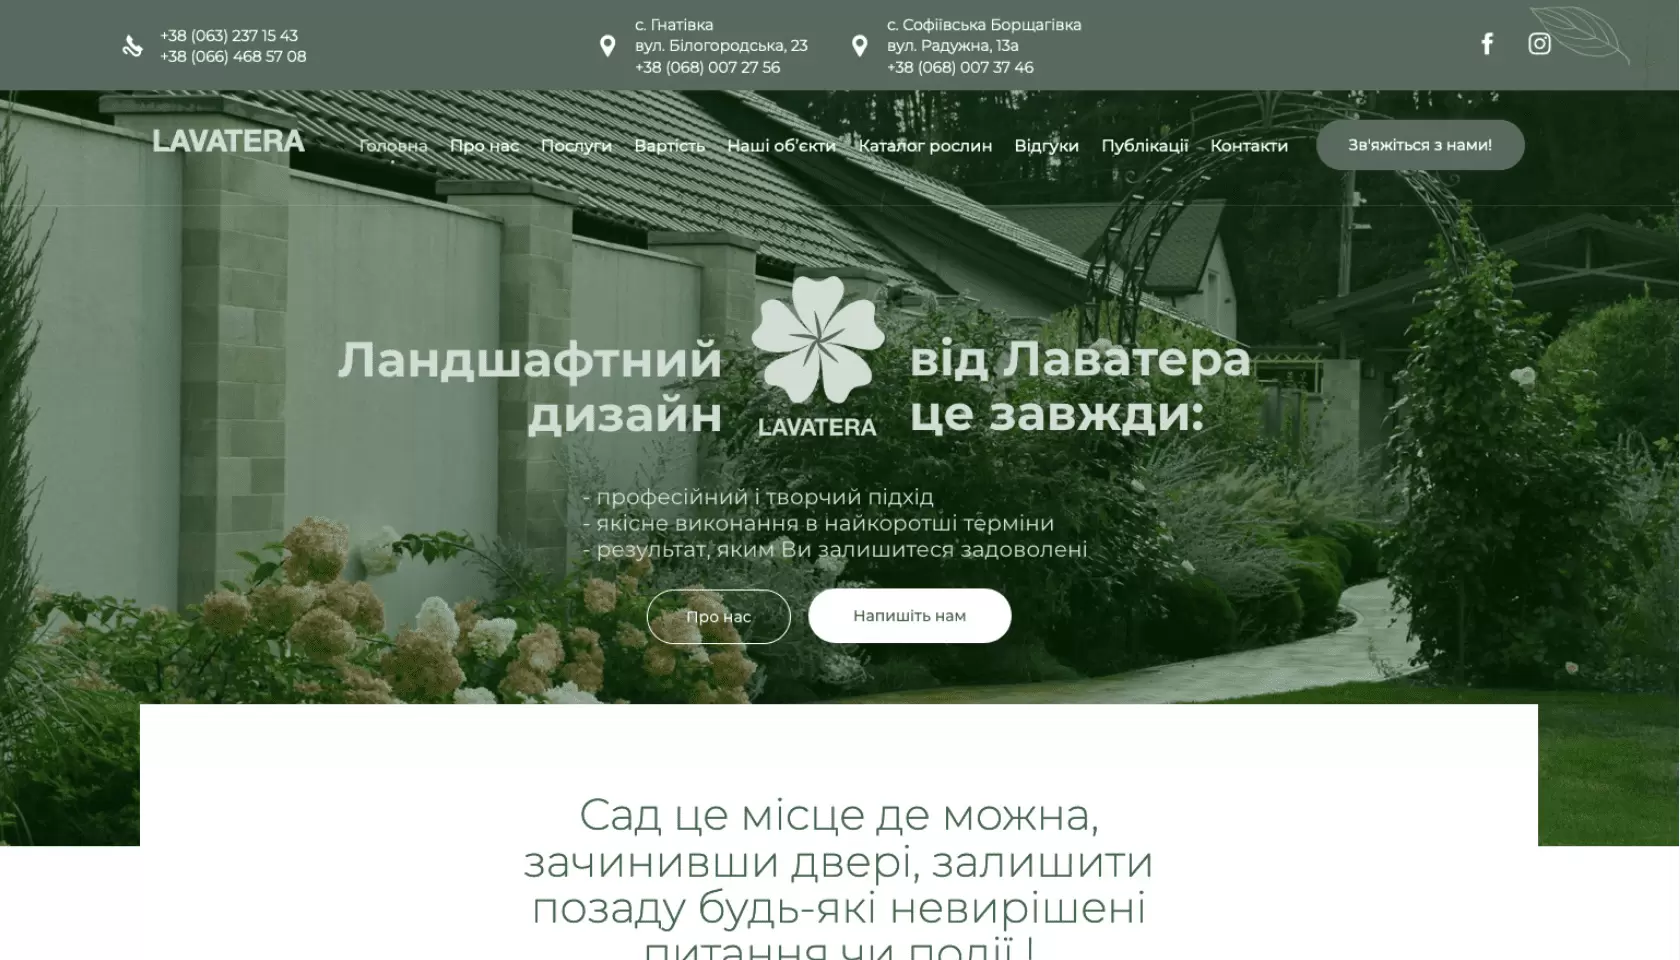 +38 (063) 237 15 43
+38 (066) 468 57 08
с. Гнатівка
вул. Білогородська, 23
+38 (068) 007 27 56
с. Софіївська Борщагівка
вул. Радужна, 13а
+38 (068) 007 37 46
LAVATERA
Головна
Про нас
Послуги
Вартість
Наші об'єкти
Каталог рослин
Відгуки
Публікації
Контакти
Зв'яжіться з нами!
Ландшафтний
дизайн
LAVATERA
від Лаватера
це завжди:
- професійний і творчий підхід
- якісне виконання в найкоротші терміни
- результат, яким Ви залишитеся задоволені
Про нас
Напишіть нам
Сад це місце де можна,
зачинивши двері, залишити
позаду будь-які невирішені
питання чи події !